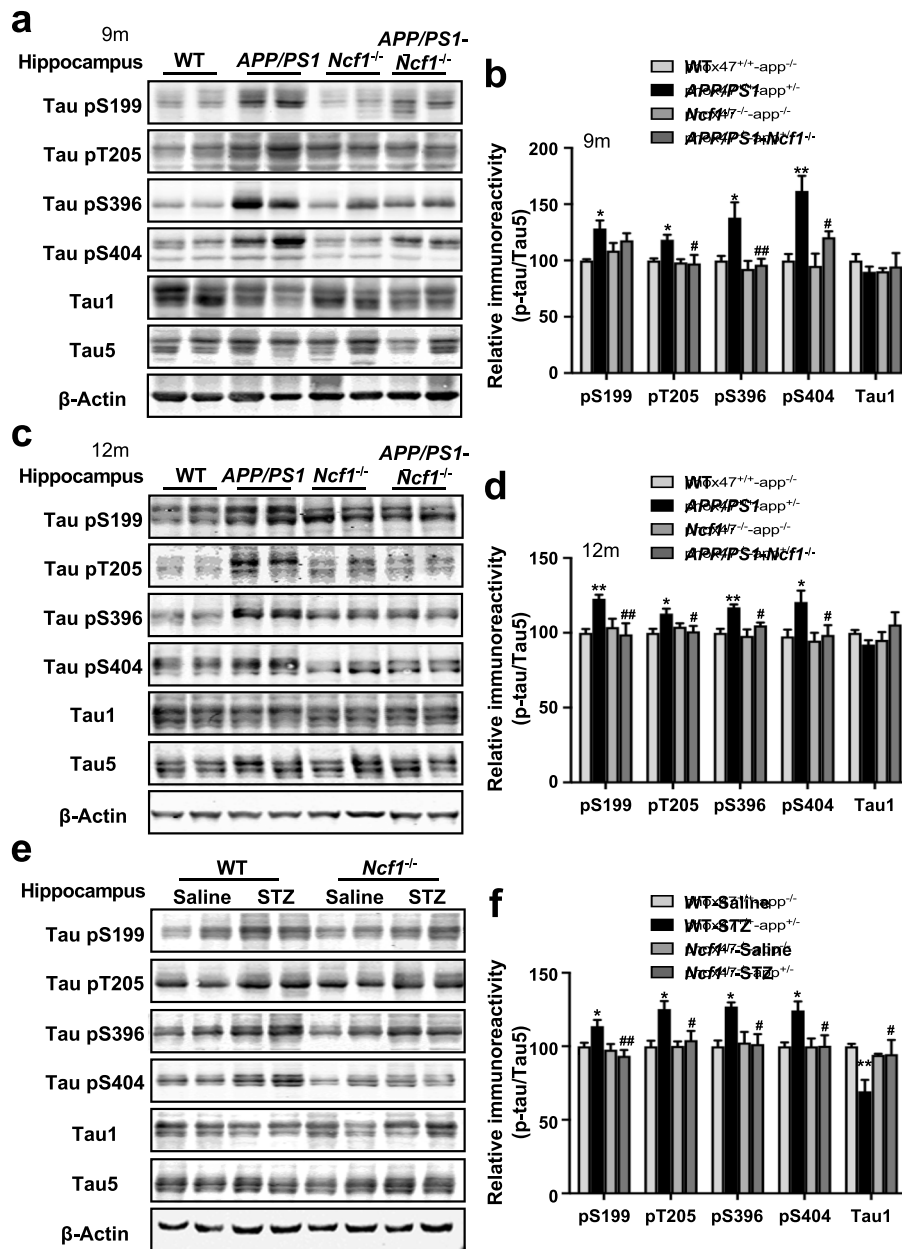 a
9m
Hippocampus
WT
APP/PS1
Ncf1-/-
APP/PS1-
Ncf1-/-
Tau pS199
Tau pT205
Tau pS396
Tau pS404
Tau1
Tau5
β-Actin
b
WT
APP/PS1
Ncf1-/-
APP/PS1-Ncf1-/-
9m
Relative immunoreactivity
(p-tau/Tau5)
200
150
100
50
0
*
*
#
*
##
**
#
pS199
pT205
pS396
pS404
Tau1
c
12m
Hippocampus
WT
APP/PS1
Ncf1-/-
APP/PS1-
Ncf1-/-
Tau pS199
Tau pT205
Tau pS396
Tau pS404
Tau1
Tau5
β-Actin
d
WT
APP/PS1
Ncf1-/-
APP/PS1-Ncf1-/-
12m
Relative immunoreactivity
(p-tau/Tau5)
150
100
50
0
**
##
*
#
**
#
*
#
pS199
pT205
pS396
pS404
Tau1
e
Hippocampus
WT
Ncf1-/-
Saline
STZ
Saline
STZ
Tau pS199
Tau pT205
Tau pS396
Tau pS404
Tau1
Tau5
β-Actin
f
WT-Saline
WT-STZ
Ncf1-/-Saline
Ncf1-/-STZ
Relative immunoreactivity
(p-tau/Tau5)
150
100
50
0
*
##
*
#
*
#
*
#
**
#
pS199
pT205
pS396
pS404
Tau1